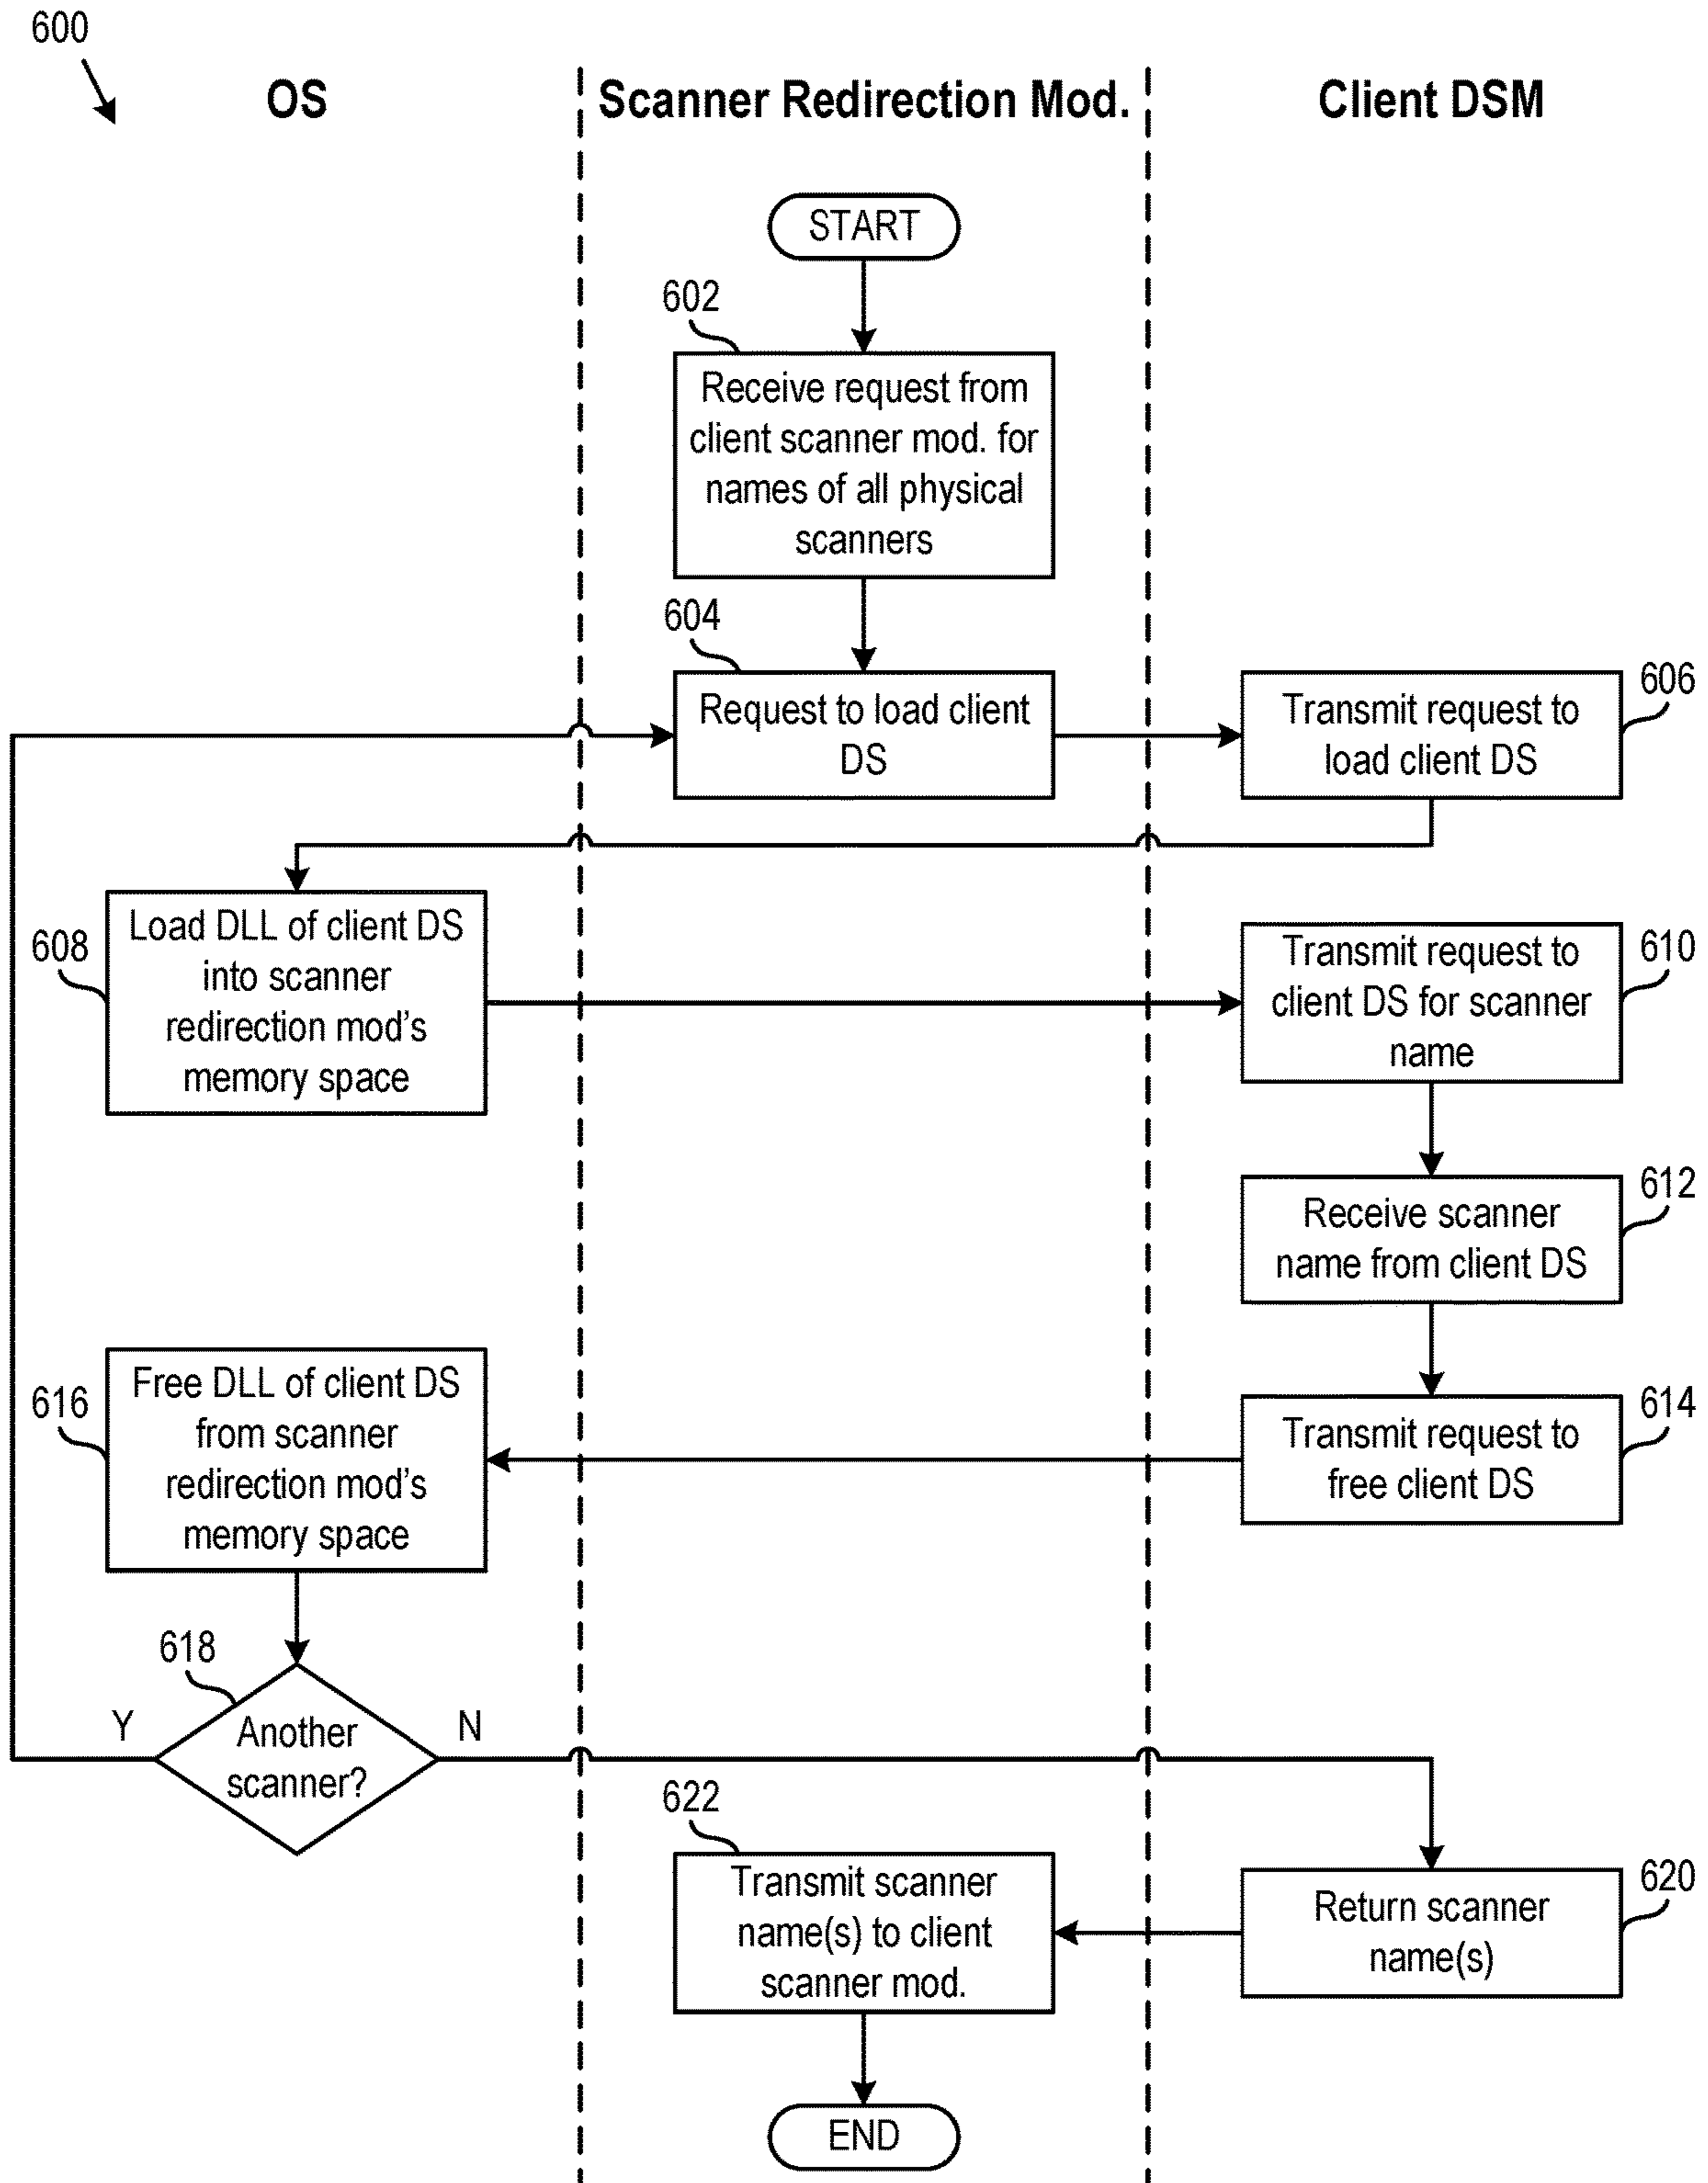 600
OS
Scanner Redirection Mod.
Client DSM
START
602
Receive request from
client scanner mod. for
names of all physical
scanners
604
Request to load client
DS
606
Transmit request to
load client DS
608
Load DLL of client DS
into scanner
redirection mod's
memory space
610
Transmit request to
client DS for scanner
name
612
Receive scanner
name from client DS
614
Transmit request to
free client DS
616
Free DLL of client DS
from scanner
redirection mod's
memory space
618
Another
scanner?
Y
N
620
Return scanner
name(s)
622
Transmit scanner
name(s) to client
scanner mod.
END